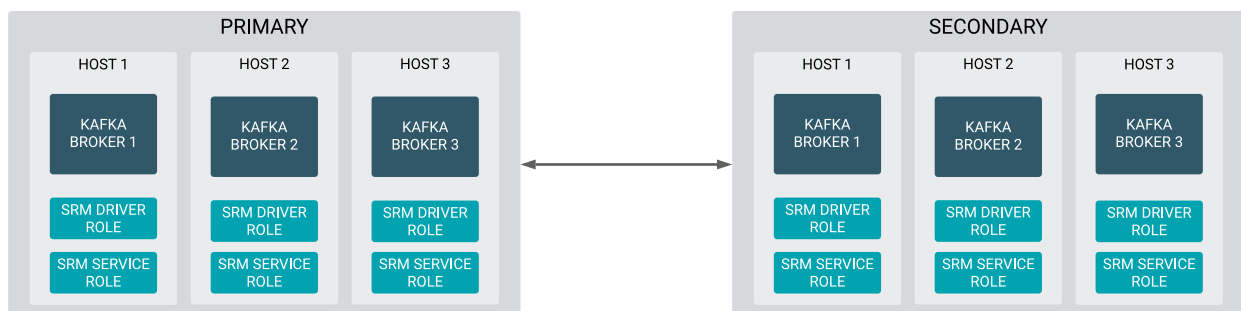 PRIMARY
HOST 1
KAFKA
BROKER 1
SRM DRIVER
ROLE
SRM SERVICE
ROLE
HOST 2
KAFKA
BROKER 2
SRM DRIVER
ROLE
SRM SERVICE
ROLE
HOST 3
KAFKA
BROKER 3
SRM DRIVER
ROLE
SRM SERVICE
ROLE
SECONDARY
HOST 1
KAFKA
BROKER 1
SRM DRIVER
ROLE
SRM SERVICE
ROLE
HOST 2
KAFKA
BROKER 2
SRM DRIVER
ROLE
SRM SERVICE
ROLE
HOST 3
KAFKA
BROKER 3
SRM DRIVER
ROLE
SRM SERVICE
ROLE